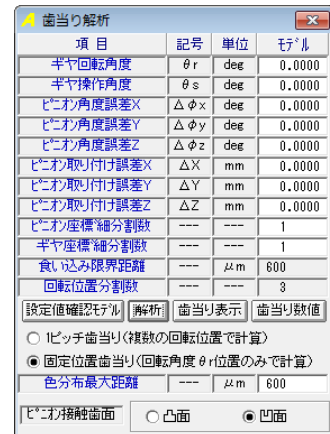 歯当り解析
項 目 記号 単位 ﾓﾃﾞﾙ
ギヤ回転角度 θr deg 0.0000
ギヤ操作角度 θs deg 0.0000
ﾋﾟﾆｵﾝ角度誤差X Δφx deg 0.0000
ﾋﾟﾆｵﾝ角度誤差Y Δφy deg 0.0000
ﾋﾟﾆｵﾝ角度誤差Z Δφz deg 0.0000
ﾋﾟﾆｵﾝ取り付け誤差X ΔX mm 0.0000
ﾋﾟﾆｵﾝ取り付け誤差Y ΔY mm 0.0000
ﾋﾟﾆｵﾝ取り付け誤差Z ΔZ mm 0.0000
ﾋﾟﾆｵﾝ座標細分割数 --- --- 1
ギヤ座標細分割数 --- --- 1
食い込み限界距離 --- μm 600
回転位置分割数 --- --- 3
設定値確認ﾓﾃﾞﾙ 解析 歯当り表示 歯当り数値
1ピッチ歯当り(複数の回転位置で計算)
固定位置歯当り(回転角度θr位置のみで計算)
色分布最大距離 --- μm 600
ﾋﾟﾆｵﾝ接触歯面 凸面 凹面